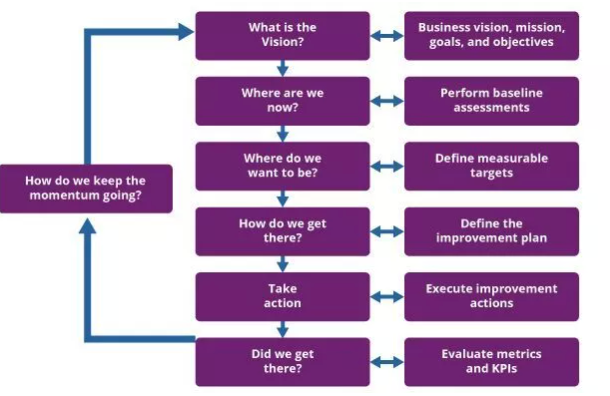 What is the
Vision?
Business vision, mission,
goals, and objectives
Where are we
now?
Perform baseline
assessments
Where do we
want to be?
Define measurable
targets
How do we keep the
momentum going?
How do we get
there?
Define the
improvement plan
Take
action
Execute improvement
actions
Did we get
there?
Evaluate metrics
and KPIs